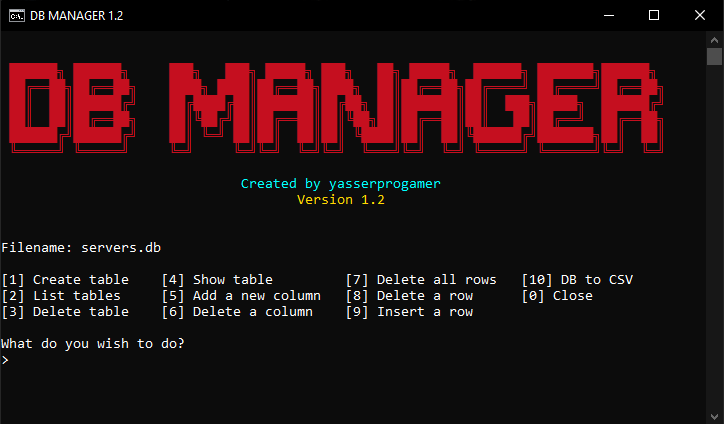 DB MANAGER 1.2
DB MANAGER
Created by yasserprogamer
Version 1.2
Filename: servers.db
[1] Create table [4] Show table [7] Delete all rows [10] DB to CSV
[2] List tables [5] Add a new column [8] Delete a row [0] Close
[3] Delete table [6] Delete a column [9] Insert a row
What do you wish to do?
>